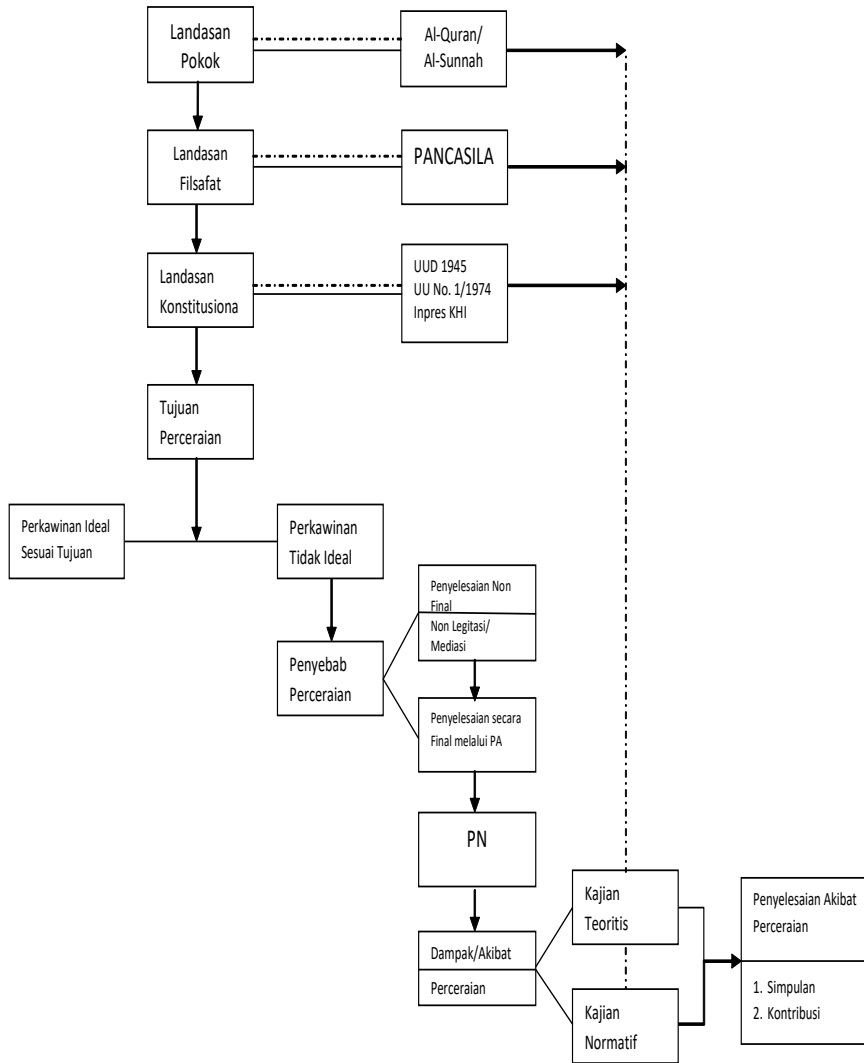 Landasan
Pokok
Al-Quran/
Al-Sunnah
Landasan
Filsafat
PANCASILA
Landasan
Konstitusiona
UUD 1945
UU No. 1/1974
Inpres KHI
Tujuan
Perceraian
Perkawinan Ideal
Sesuai Tujuan
Perkawinan
Tidak Ideal
Penyelesaian Non
Final
Non Legitasi/
Mediasi
Penyebab
Perceraian
Penyelesaian secara
Final melalui PA
PN
Kajian
Teoritis
Penyelesaian Akibat
Perceraian
Dampak/Akibat
Perceraian
1. Simpulan
2. Kontribusi
Kajian
Normatif